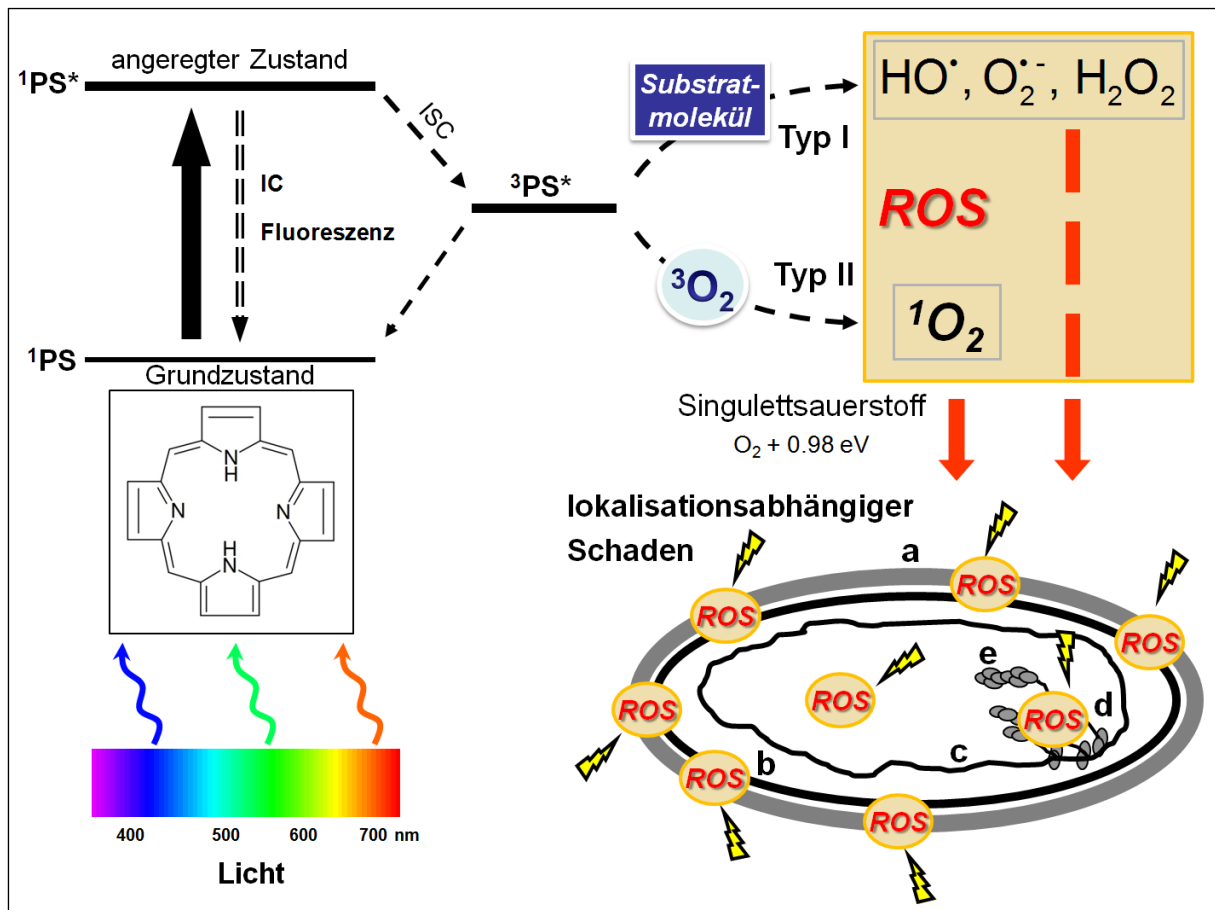 angeregter Zustand
¹PS*
ISC
IC
Fluoreszenz
³PS*
¹PS
Grundzustand
N
H
N
N
H
N
400 500 600 700 nm
Licht
Substrat-
molekül
Typ I
HO•, O₂•-, H₂O₂
ROS
³O₂
Typ II
¹O₂
Singulettsauerstoff
O₂ + 0.98 eV
lokalisationsabhängiger
Schaden
a
ROS
ROS
ROS
e
ROS
ROS
d
ROS
b
c
ROS
ROS